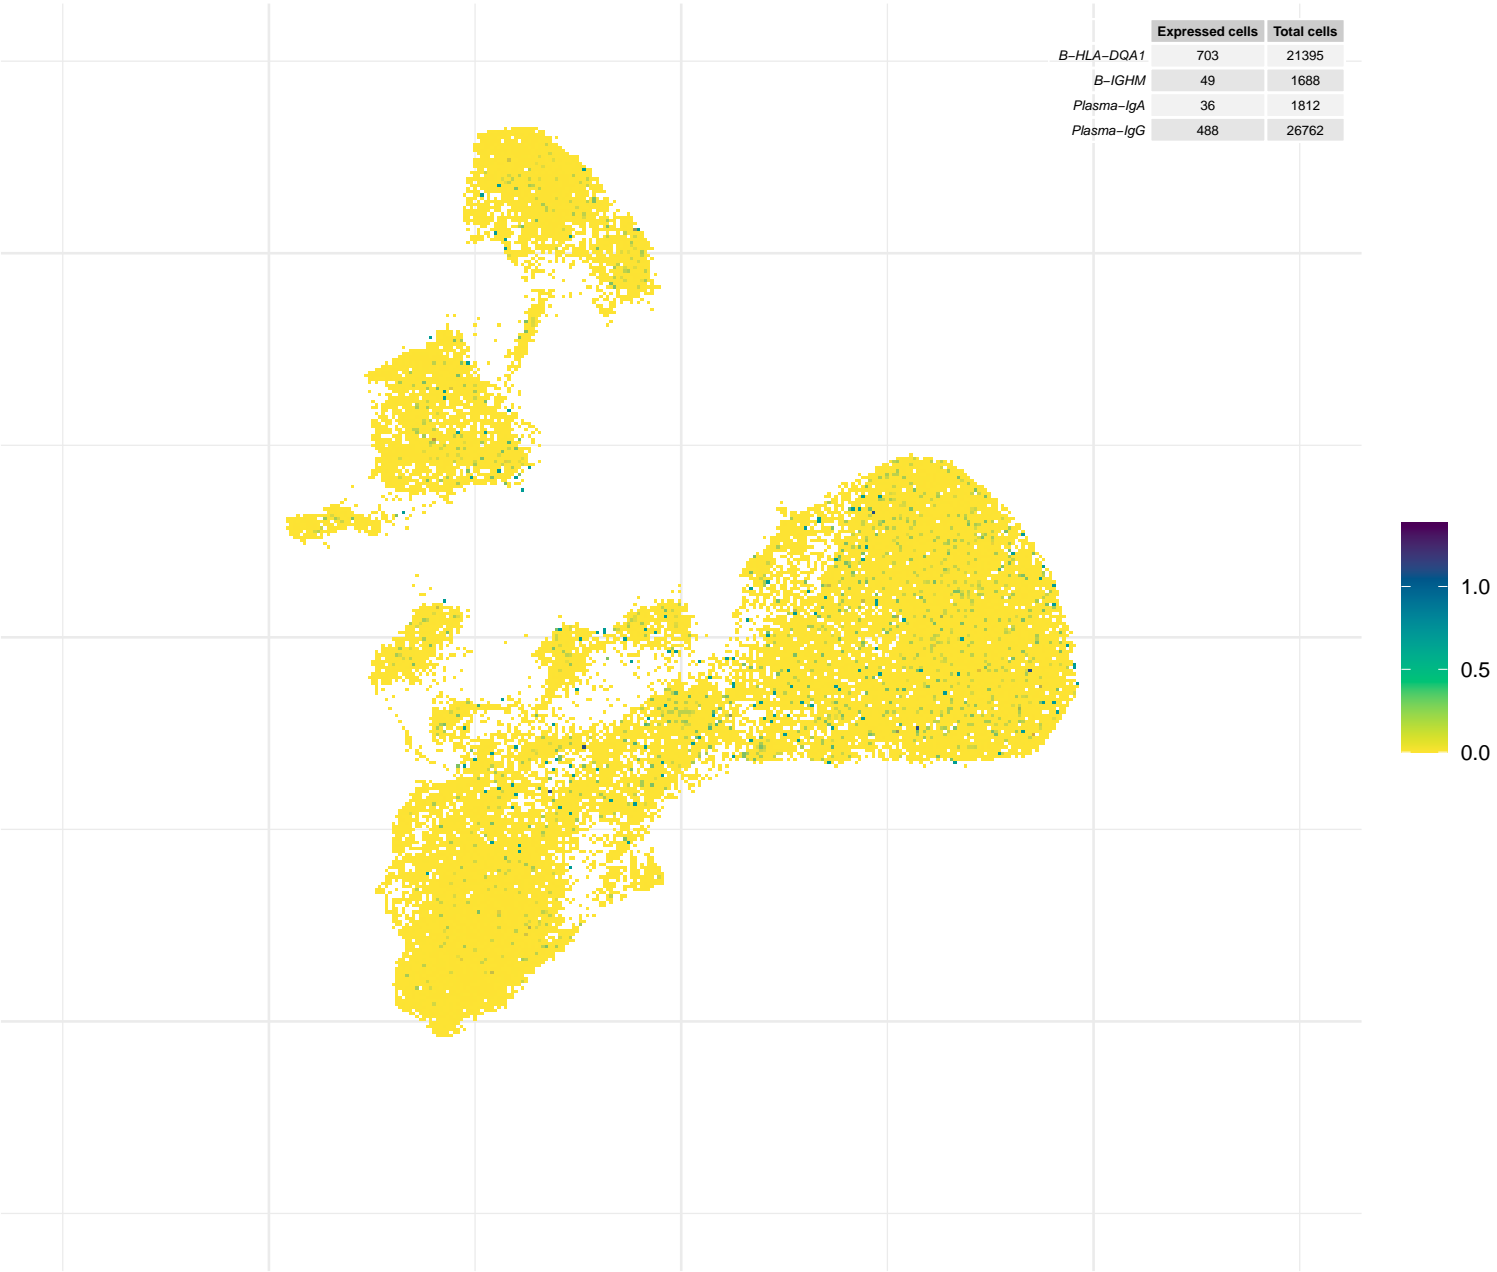 Expressed cells Total cells
B–HLA–DQA1 703 21395
B–IGHM 49 1688
Plasma–IgA 36 1812
Plasma–IgG 488 26762
1.0
0.5
0.0